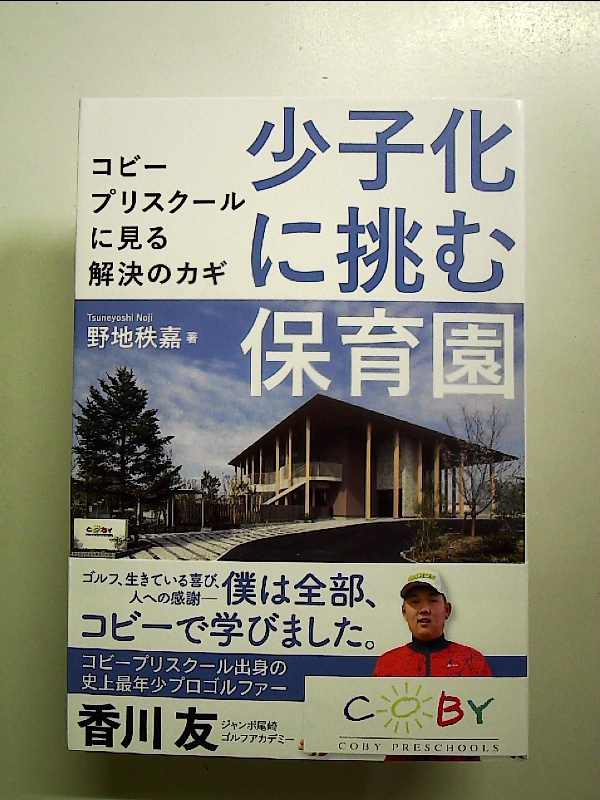 少子化
に挑む
保育園
コビー
プリスクール
に見る
解決のカギ
Tsuneyoshi Noji
野地秩嘉 著
COBY
ゴルフ、生きている喜び、
人への感謝―
僕は全部、
コビーで学びました。
コビープリスクール出身の
史上最年少プロゴルファー
香川 友
ジャンボ尾崎
ゴルフアカデミー
COBY
COBY PRESCHOOLS